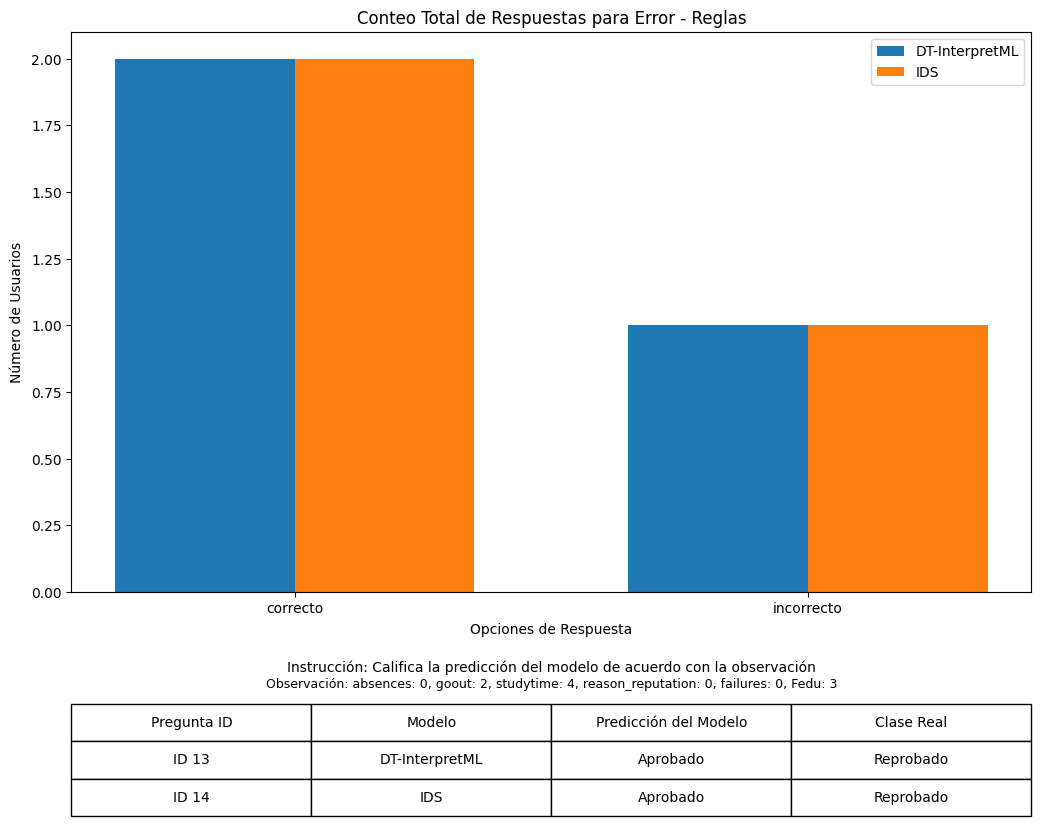 Conteo Total de Respuestas para Error - Reglas
DT-InterpretML
IDS
Número de Usuarios
2.00
1.75
1.50
1.25
1.00
0.75
0.50
0.25
0.00
correcto incorrecto
Opciones de Respuesta
Instrucción: Califica la predicción del modelo de acuerdo con la observación
Observación: absences: 0, goout: 2, studytime: 4, reason_reputation: 0, failures: 0, Fedu: 3
Pregunta ID Modelo Predicción del Modelo Clase Real
ID 13 DT-InterpretML Aprobado Reprobado
ID 14 IDS Aprobado Reprobado